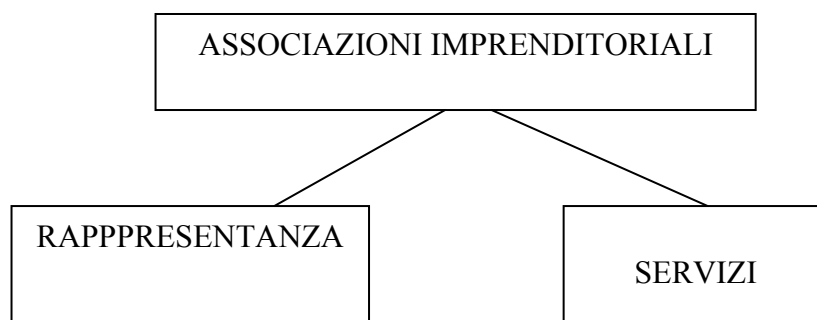 ASSOCIAZIONI IMPRENDITORIALI
RAPPPRESENTANZA
SERVIZI